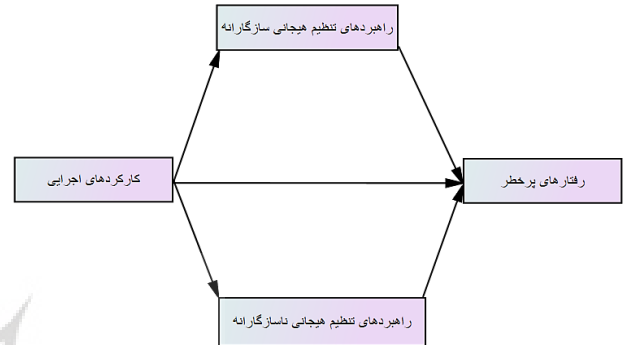 راهبردهای تنظیم هیجانی سازگارانه
کارکردهای اجرایی
رفتارهای پرخطر
راهبردهای تنظیم هیجانی ناسازگارانه